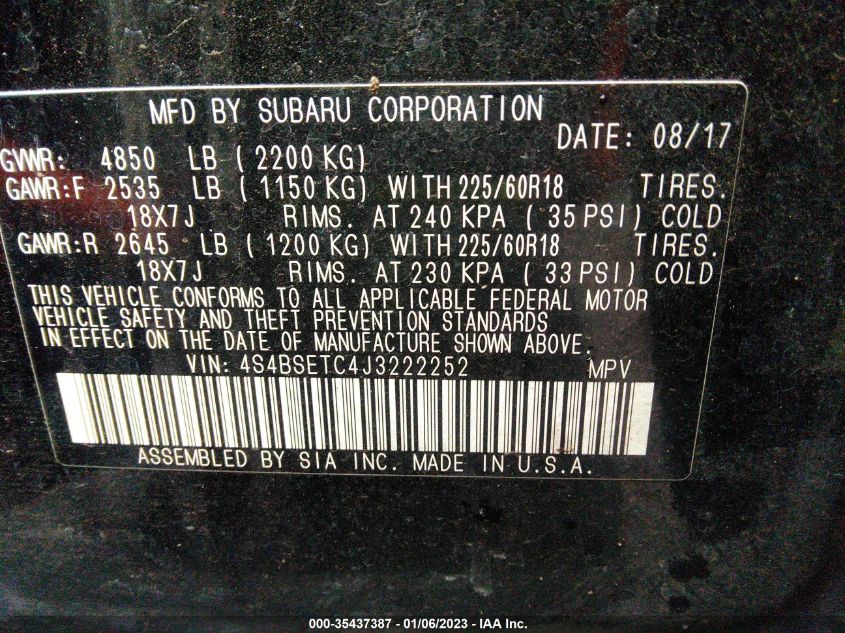 MFD BY SUBARU CORPORATION
DATE: 08/17
GVWR: 4850 LB ( 2200 KG)
GAWR:F 2535 LB ( 1150 KG) WITH 225/60R18 TIRES.
18X7J RIMS. AT 240 KPA ( 35 PSI) COLD
GAWR:R 2645 LB ( 1200 KG) WITH 225/60R18 TIRES.
18X7J RIMS. AT 230 KPA ( 33 PSI) COLD
THIS VEHICLE CONFORMS TO ALL APPLICABLE FEDERAL MOTOR
VEHICLE SAFETY AND THEFT PREVENTION STANDARDS
IN EFFECT ON THE DATE OF MANUFACTURE SHOWN ABOVE.
VIN: 4S4BSETC4J3222252 MPV
ASSEMBLED BY SIA INC. MADE IN U.S.A.
000-35437387 - 01/06/2023 - IAA Inc.